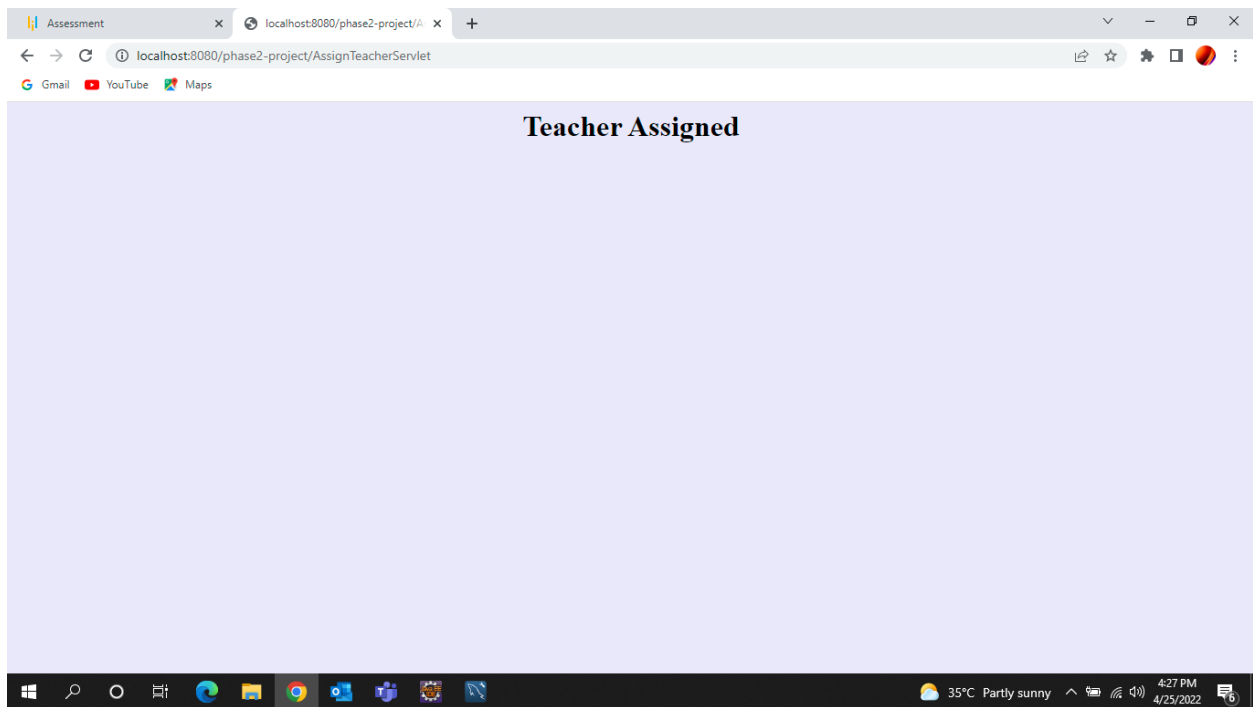 Assessment
localhost:8080/phase2-project/A
localhost:8080/phase2-project/AssignTeacherServlet
Gmail YouTube Maps
Teacher Assigned
35°C Partly sunny
4:27 PM
4/25/2022
6